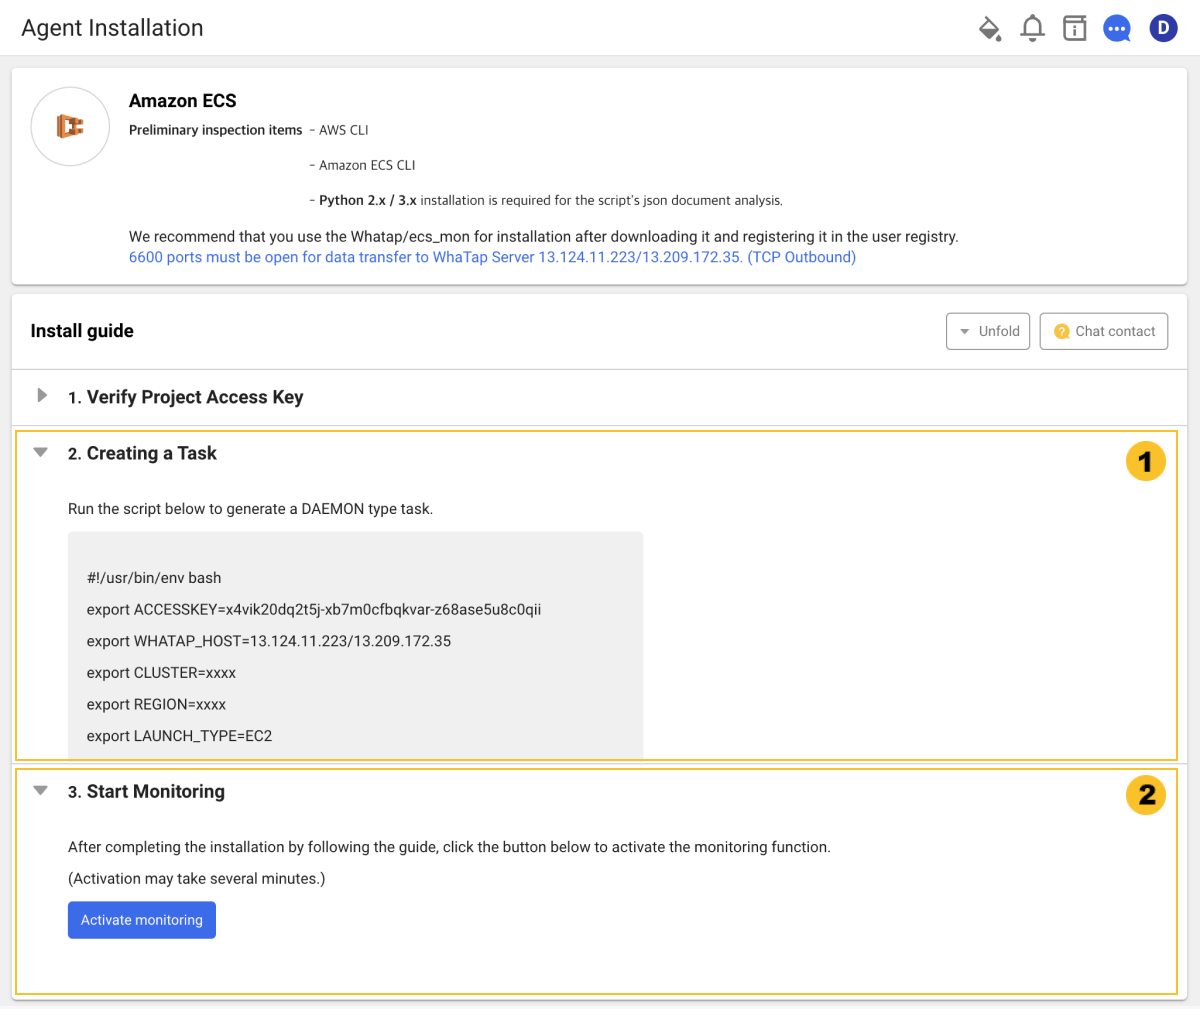 Agent Installation
D
Amazon ECS
Preliminary inspection items - AWS CLI
- Amazon ECS CLI
- Python 2.x / 3.x installation is required for the script's json document analysis.
We recommend that you use the Whatap/ecs_mon for installation after downloading it and registering it in the user registry.
6600 ports must be open for data transfer to WhaTap Server 13.124.11.223/13.209.172.35. (TCP Outbound)
Install guide
Unfold
? Chat contact
1. Verify Project Access Key
2. Creating a Task
1
Run the script below to generate a DAEMON type task.
#!/usr/bin/env bash
export ACCESSKEY=x4vik20dq2t5j-xb7m0cfbqkvar-z68ase5u8c0qii
export WHATAP_HOST=13.124.11.223/13.209.172.35
export CLUSTER=xxxx
export REGION=xxxx
export LAUNCH_TYPE=EC2
3. Start Monitoring
2
After completing the installation by following the guide, click the button below to activate the monitoring function.
(Activation may take several minutes.)
Activate monitoring